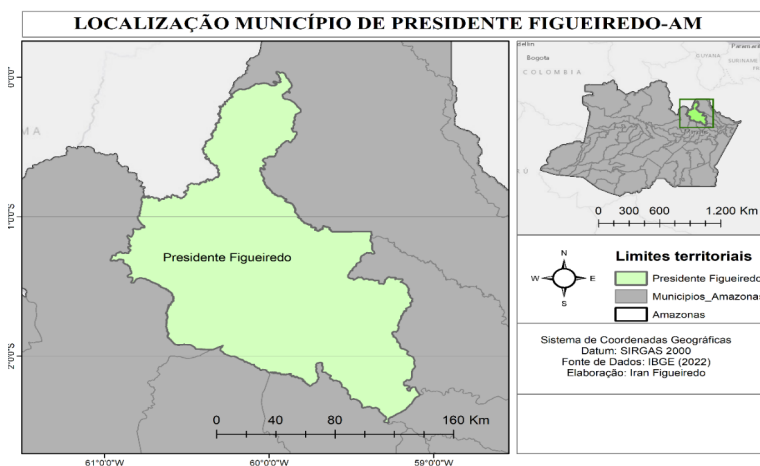 LOCALIZAÇÃO MUNICÍPIO DE PRESIDENTE FIGUEIREDO-AM
0°0'0"
1°0'0"S
2°0'0"S
Presidente Figueiredo
0 40 80 160 Km
61°0'0"W 60°0'0"W 59°0'0"W
Bogota
COLOMBIA
GUYANA
SURINAME
0 300 600 1.200 Km
N
W E
S
Limites territoriais
Presidente Figueiredo
Municipios_Amazonas
Amazonas
Sistema de Coordenadas Geográficas
Datum: SIRGAS 2000
Fonte de Dados: IBGE (2022)
Elaboração: Iran Figueiredo